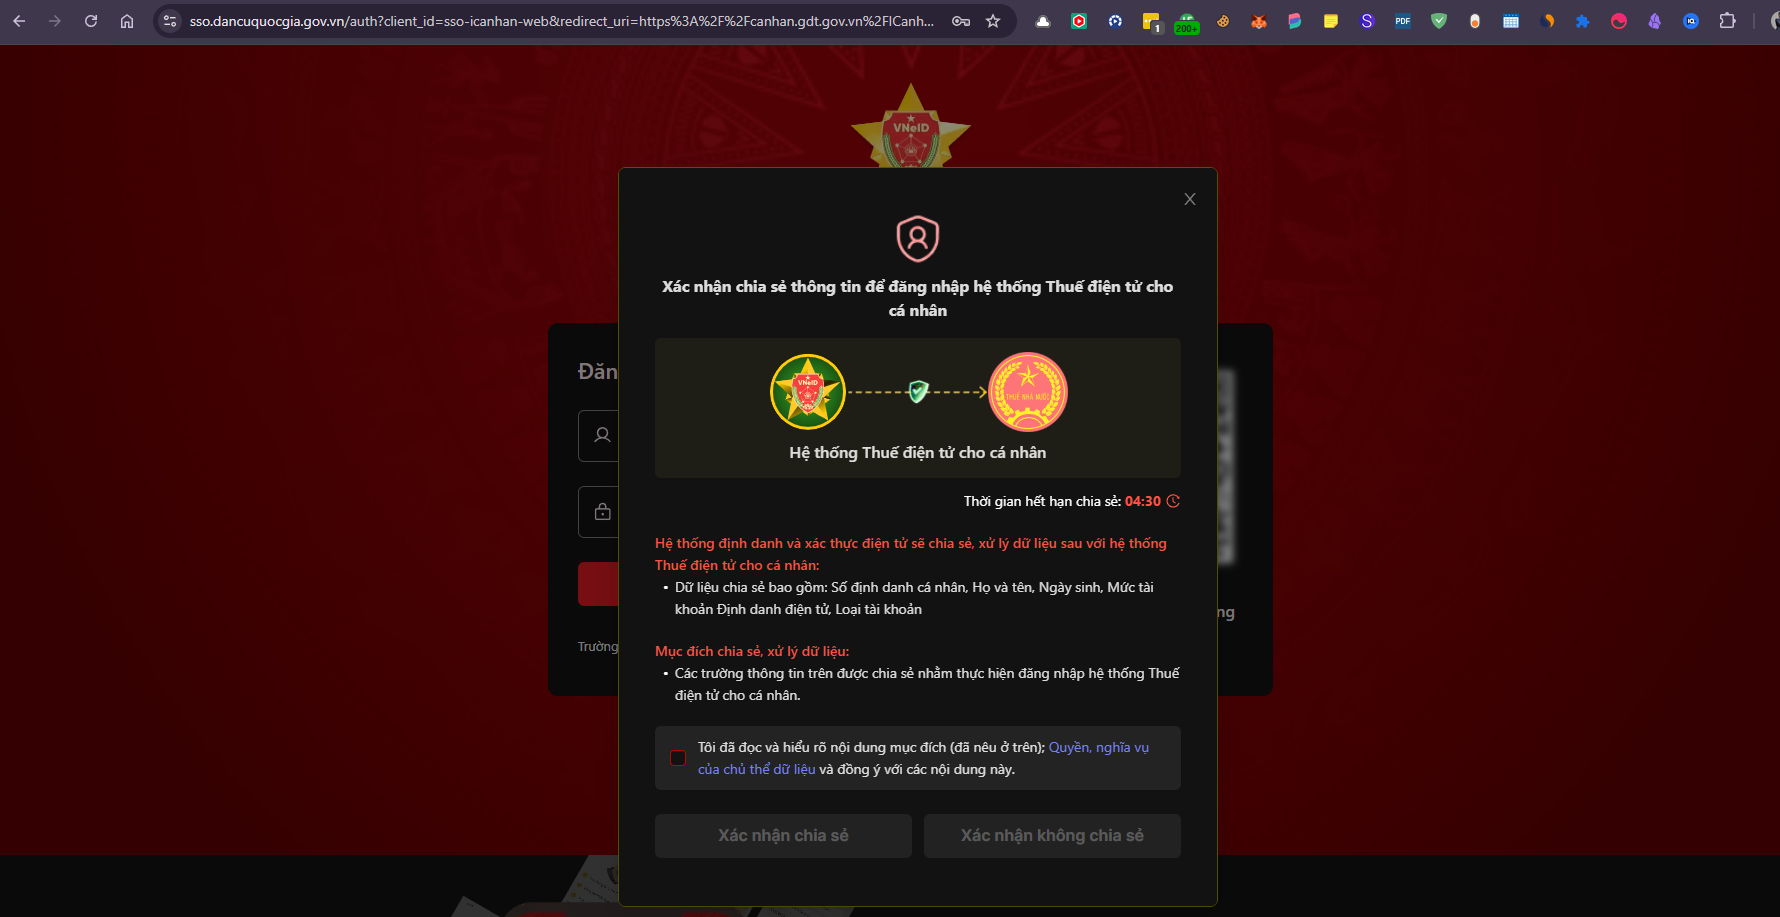 sso.dancuquocgia.gov.vn/auth?client_id=sso-icanhan-web&redirect_uri=https%3A%2F%2Fcanhan.gdt.gov.vn%2FICanh...
1
200+
S
PDF
VNeID
Xác nhận chia sẻ thông tin để đăng nhập hệ thống Thuế điện tử cho
cá nhân
VNeID
THUẾ NHÀ NƯỚC
Hệ thống Thuế điện tử cho cá nhân
Thời gian hết hạn chia sẻ: 04:30
Đăn
Hệ thống định danh và xác thực điện tử sẽ chia sẻ, xử lý dữ liệu sau với hệ thống
Thuế điện tử cho cá nhân:
• Dữ liệu chia sẻ bao gồm: Số định danh cá nhân, Họ và tên, Ngày sinh, Mức tài
khoản Định danh điện tử, Loại tài khoản
ng
Trường
Mục đích chia sẻ, xử lý dữ liệu:
• Các trường thông tin trên được chia sẻ nhằm thực hiện đăng nhập hệ thống Thuế
điện tử cho cá nhân.
Tôi đã đọc và hiểu rõ nội dung mục đích (đã nêu ở trên); Quyền, nghĩa vụ
của chủ thể dữ liệu và đồng ý với các nội dung này.
Xác nhận chia sẻ
Xác nhận không chia sẻ